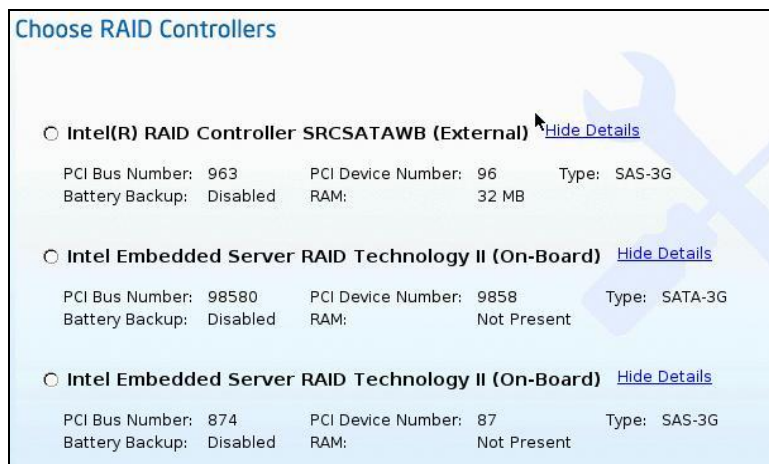 Choose RAID Controllers
Intel(R) RAID Controller SRCSATAWB (External) Hide Details
PCI Bus Number: 963 PCI Device Number: 96 Type: SAS-3G
Battery Backup: Disabled RAM: 32 MB
Intel Embedded Server RAID Technology II (On-Board) Hide Details
PCI Bus Number: 98580 PCI Device Number: 9858 Type: SATA-3G
Battery Backup: Disabled RAM: Not Present
Intel Embedded Server RAID Technology II (On-Board) Hide Details
PCI Bus Number: 874 PCI Device Number: 87 Type: SAS-3G
Battery Backup: Disabled RAM: Not Present